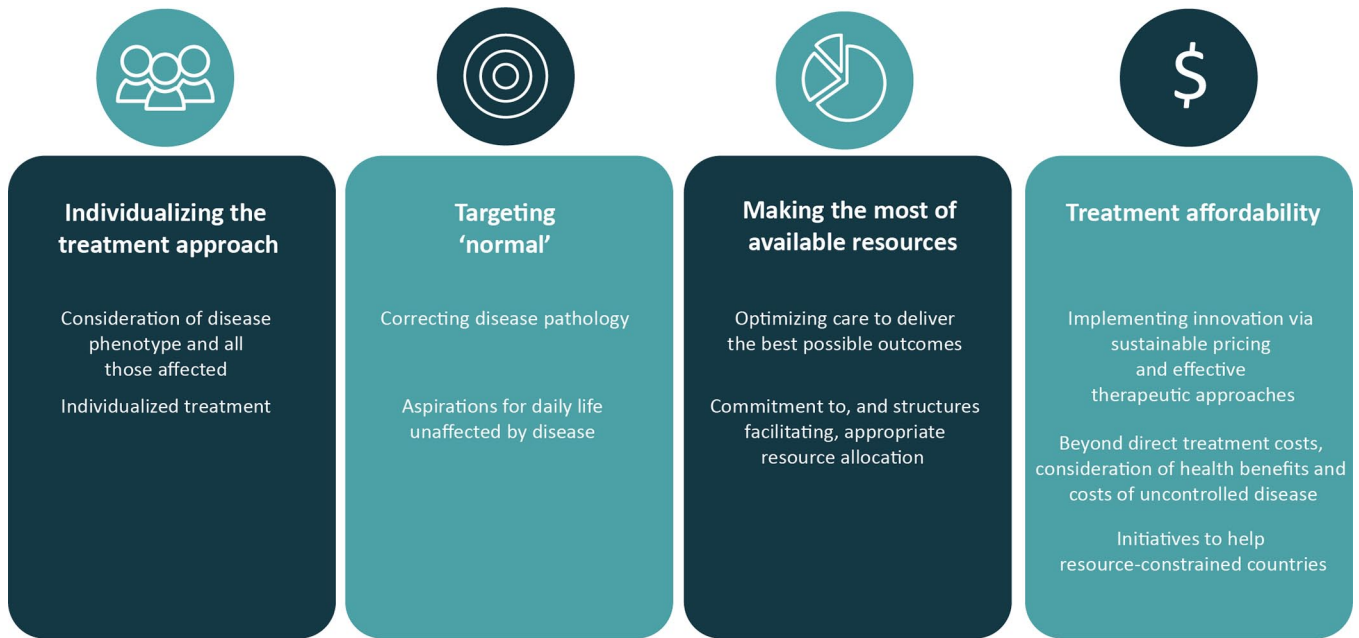 $
Individualizing the
treatment approach
Consideration of disease
phenotype and all
those affected
Individualized treatment
Targeting
‘normal’
Correcting disease pathology
Aspirations for daily life
unaffected by disease
Making the most of
available resources
Optimizing care to deliver
the best possible outcomes
Commitment to, and structures
facilitating, appropriate
resource allocation
Treatment affordability
Implementing innovation via
sustainable pricing
and effective
therapeutic approaches
Beyond direct treatment costs,
consideration of health benefits and
costs of uncontrolled disease
Initiatives to help
resource-constrained countries